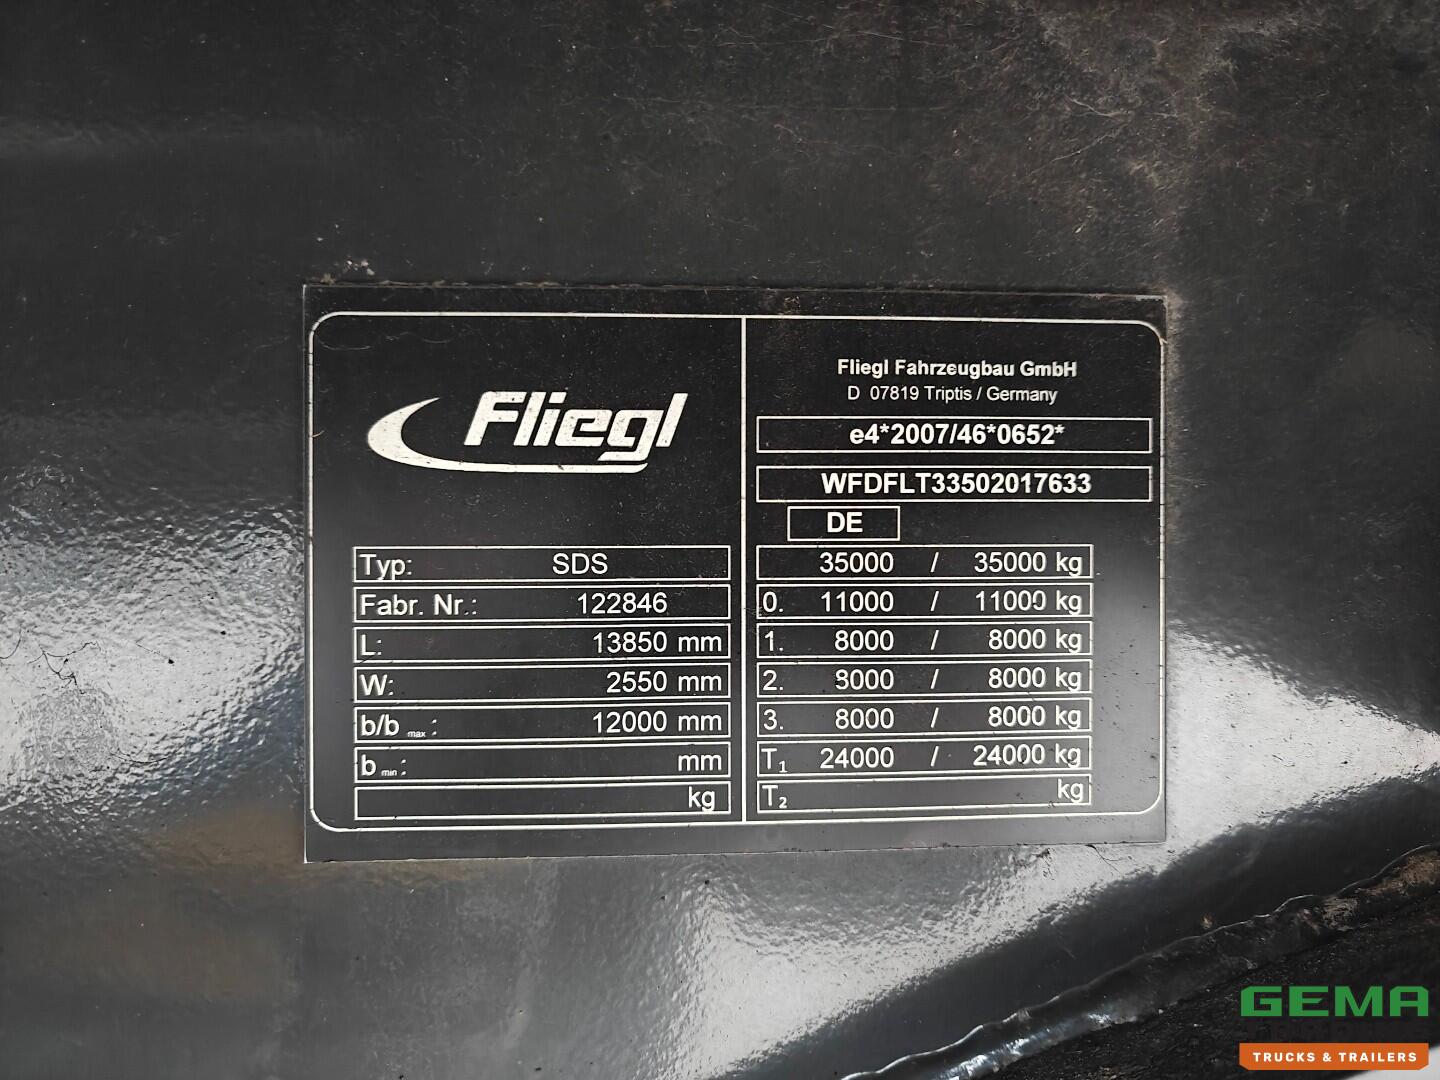 Fliegl
Typ: SDS
Fabr. Nr.: 122846
L: 13850 mm
W: 2550 mm
b/b max : 12000 mm
b min : mm
kg
Fliegl Fahrzeugbau GmbH
D 07819 Triptis / Germany
e4*2007/46*0652*
WFDFLT33502017633
DE
35000 / 35000 kg
0. 11000 / 11000 kg
1. 8000 / 8000 kg
2. 8000 / 8000 kg
3. 8000 / 8000 kg
T₁ 24000 / 24000 kg
T₂ kg
GEMA
TRUCKS & TRAILERS